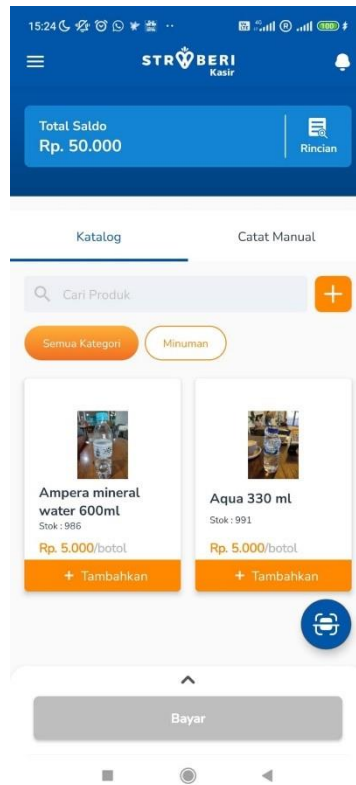 15:24
100
STROBERI
Kasir
Total Saldo
Rp. 50.000
Rincian
Katalog
Catat Manual
Cari Produk
Semua Kategori
Minuman
Ampera mineral
water 600ml
Stok : 986
Rp. 5.000/botol
+ Tambahkan
Aqua 330 ml
Stok : 991
Rp. 5.000/botol
+ Tambahkan
Bayar